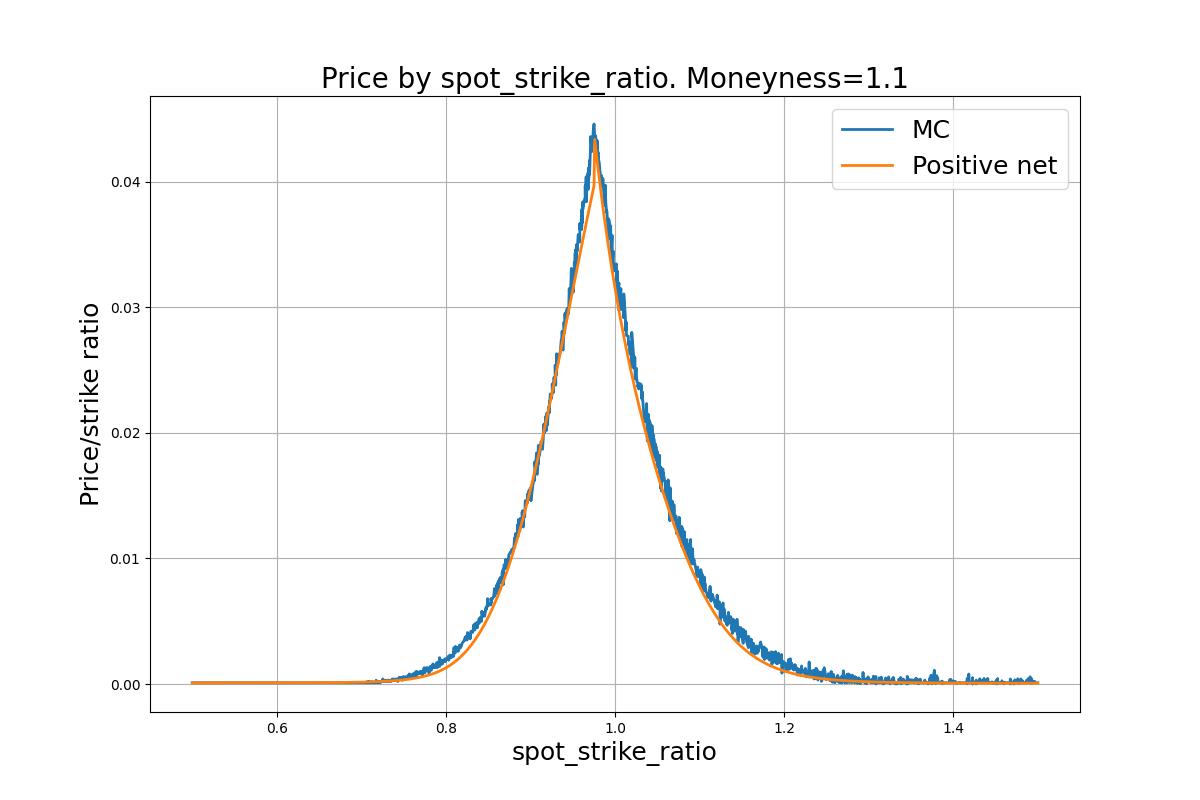 Price by spot_strike_ratio. Moneyness=1.1
MC
Positive net
Price/strike ratio
0.04
0.03
0.02
0.01
0.00
0.6
0.8
1.0
1.2
1.4
spot_strike_ratio